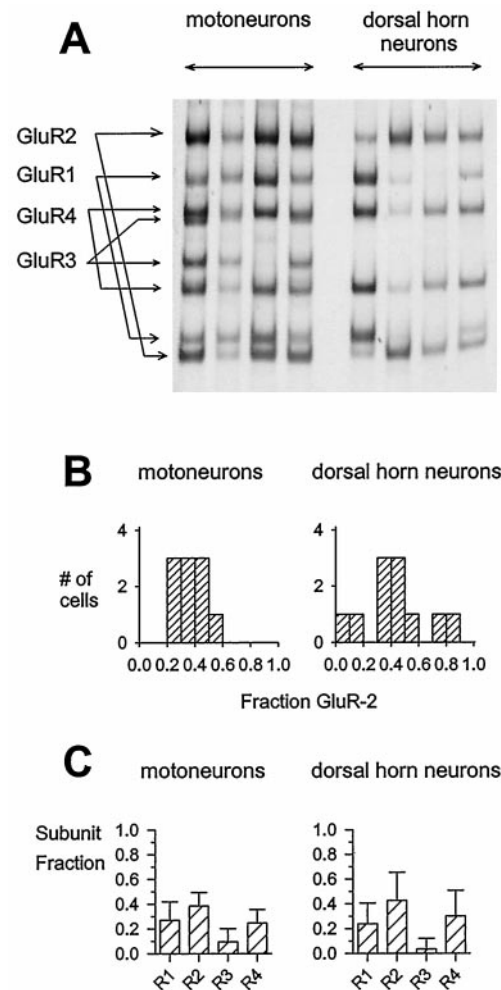 A
motoneurons
dorsal horn
neurons
GluR2
GluR1
GluR4
GluR3
B
motoneurons
dorsal horn neurons
# of
cells
4
2
0
0.0 0.2 0.4 0.6 0.8 1.0
4
2
0
0.0 0.2 0.4 0.6 0.8 1.0
Fraction GluR-2
C
motoneurons
dorsal horn neurons
Subunit
Fraction
1.0
0.8
0.6
0.4
0.2
0.0
R1 R2 R3 R4
1.0
0.8
0.6
0.4
0.2
0.0
R1 R2 R3 R4